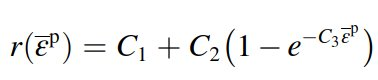 r(ε̅ᵖ) = C₁ + C₂(1 − e^{−C₃ε̅ᵖ})